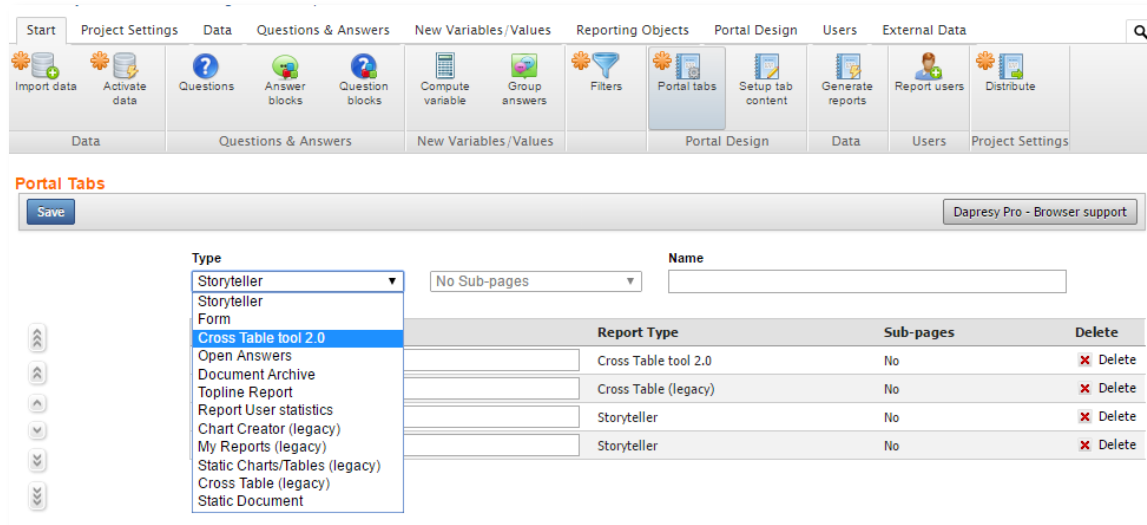 Start Project Settings Data Questions & Answers New Variables/Values Reporting Objects Portal Design Users External Data
Import data Activate data Questions Answer blocks Question blocks Compute variable Group answers Filters Portal tabs Setup tab content Generate reports Report users Distribute
Data Questions & Answers New Variables/Values Portal Design Data Users Project Settings
Portal Tabs
Save Dapresy Pro - Browser support
Type Name
Storyteller No Sub-pages
Storyteller
Form
Cross Table tool 2.0 Report Type Sub-pages Delete
Open Answers Cross Table tool 2.0 No Delete
Document Archive
Topline Report Cross Table (legacy) No Delete
Report User statistics Storyteller No Delete
Chart Creator (legacy)
My Reports (legacy) Storyteller No Delete
Static Charts/Tables (legacy)
Cross Table (legacy)
Static Document